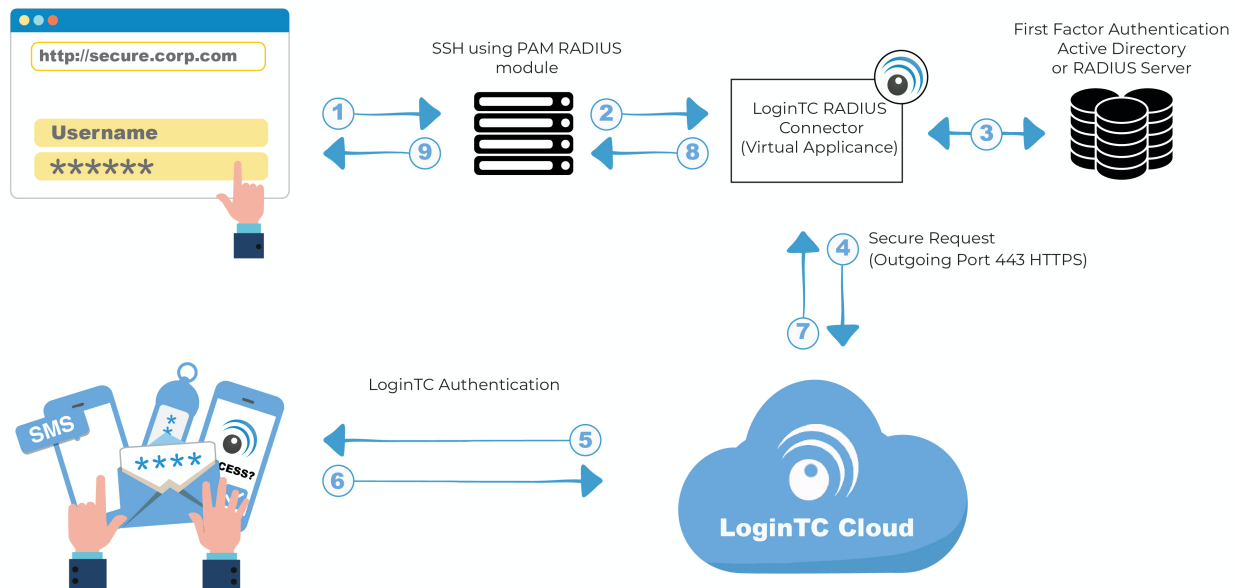 http://secure.corp.com
Username
******
SSH using PAM RADIUS
module
First Factor Authentication
Active Directory
or RADIUS Server
LoginTC RADIUS
Connector
(Virtual Applicance)
1
2
3
9
8
4
Secure Request
(Outgoing Port 443 HTTPS)
7
LoginTC Authentication
5
6
SMS
*
*
****
CESS?
LoginTC Cloud